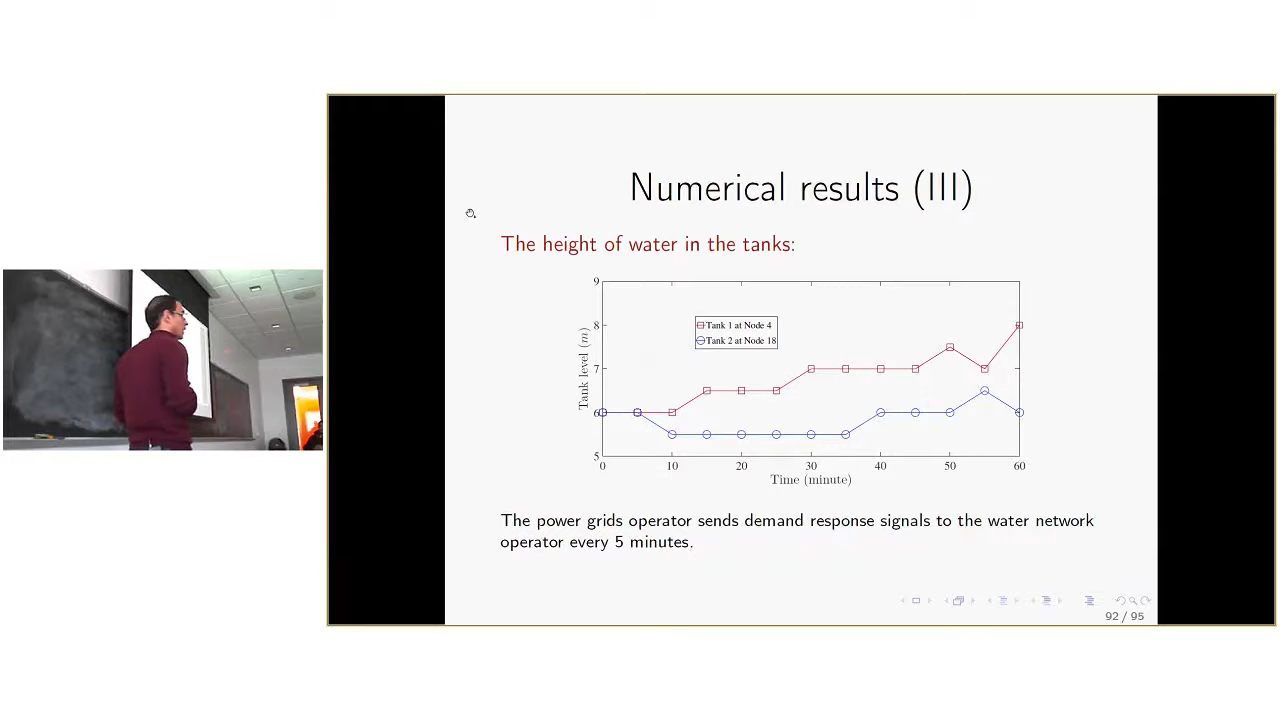 Numerical results (III)
The height of water in the tanks:
9
8
7
6
5
Tank level (m)
Tank 1 at Node 4
Tank 2 at Node 18
0 10 20 30 40 50 60
Time (minute)
The power grids operator sends demand response signals to the water network
operator every 5 minutes.
92 / 95